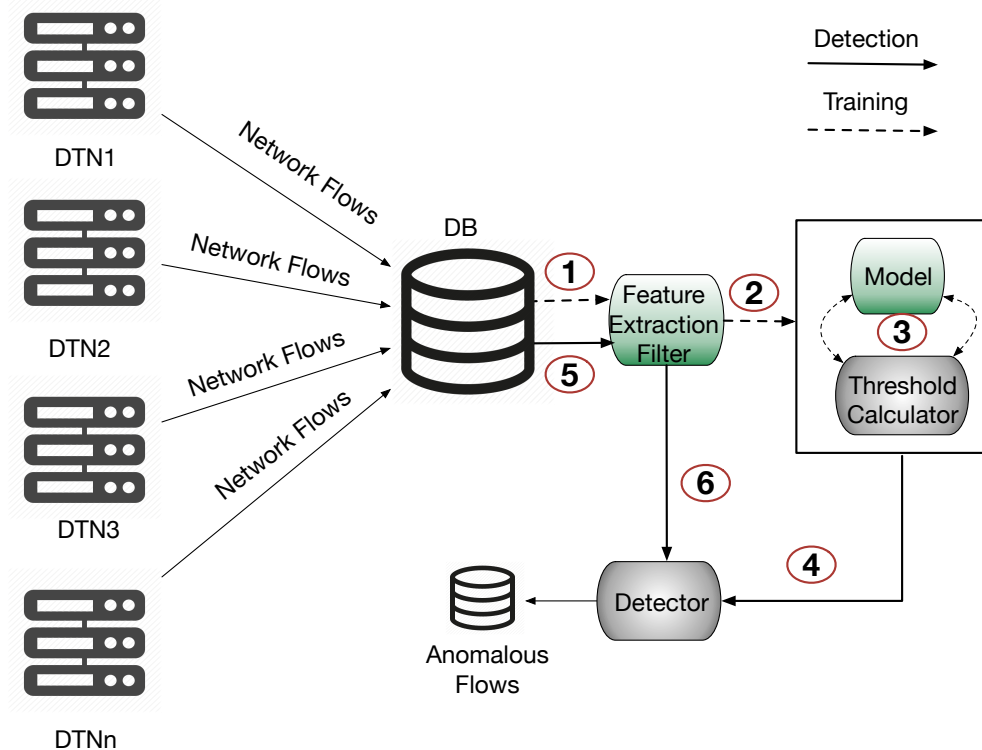 Detection
Training
DTN1
Network Flows
DTN2
Network Flows
DTN3
Network Flows
DTNn
Network Flows
DB
1
5
Feature
Extraction
Filter
2
Model
3
Threshold
Calculator
6
4
Detector
Anomalous
Flows